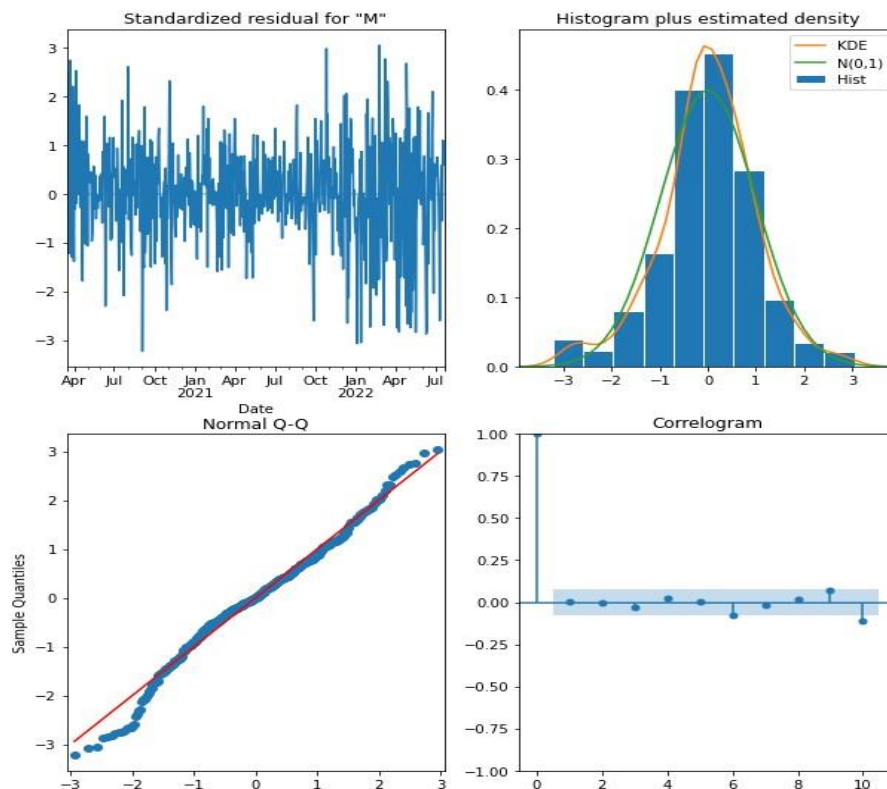 Standardized residual for "M"
3
2
1
0
−1
−2
−3
Apr Jul Oct Jan Apr Jul Oct Jan Apr Jul
2021 2022
Date
Histogram plus estimated density
KDE
N(0,1)
Hist
0.4
0.3
0.2
0.1
0.0
−3 −2 −1 0 1 2 3
Normal Q-Q
Sample Quantiles
3
2
1
0
−1
−2
−3
−3 −2 −1 0 1 2 3
Correlogram
1.00
0.75
0.50
0.25
0.00
−0.25
−0.50
−0.75
−1.00
0 2 4 6 8 10